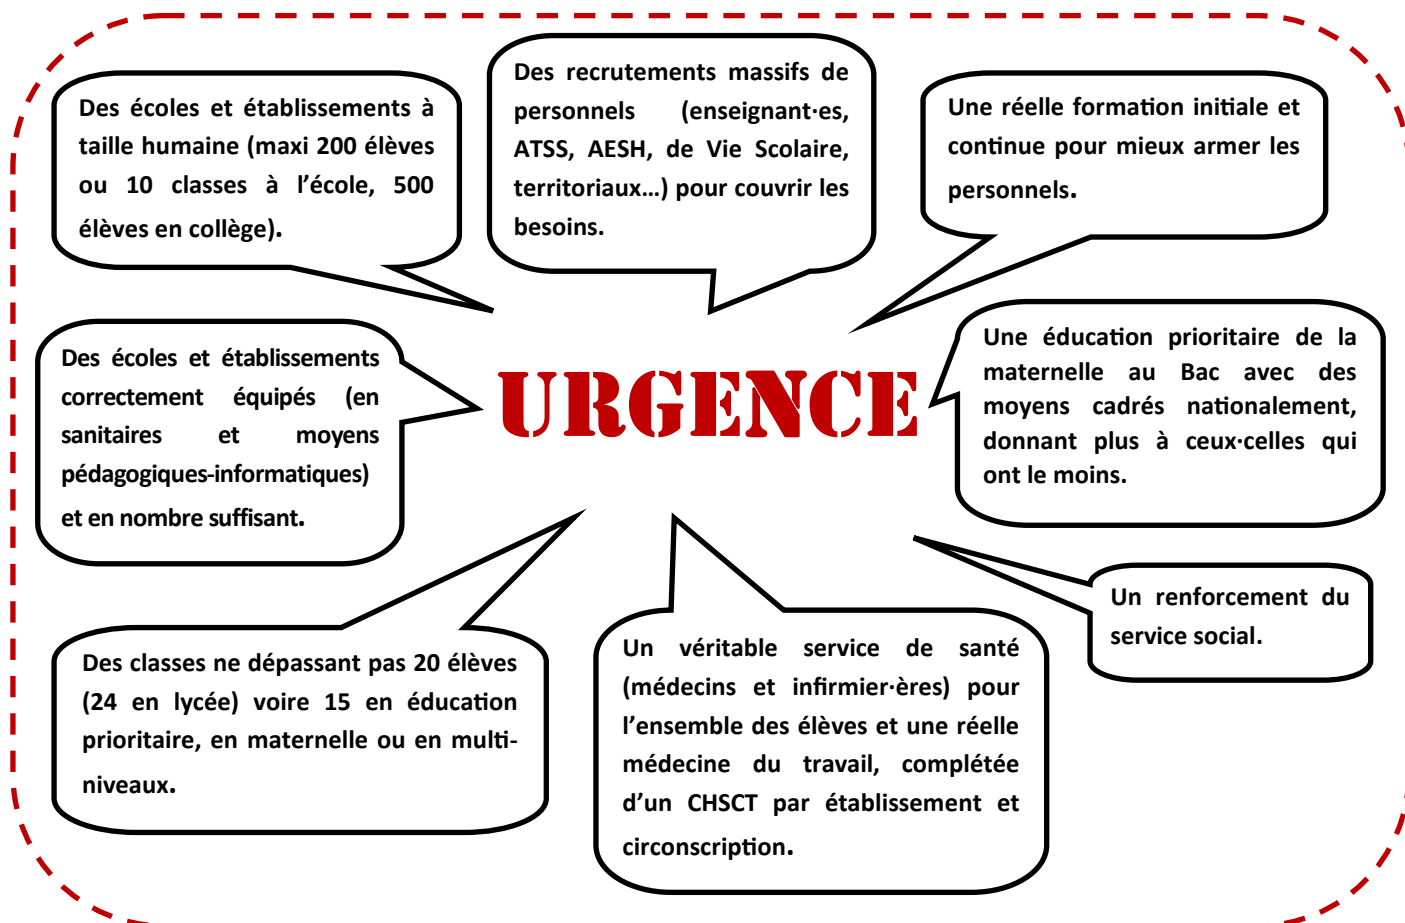 Des écoles et établissements à
taille humaine (maxi 200 élèves
ou 10 classes à l’école, 500
élèves en collège).
Des recrutements massifs de
personnels (enseignant·es,
ATSS, AESH, de Vie Scolaire,
territoriaux…) pour couvrir les
besoins.
Une réelle formation initiale et
continue pour mieux armer les
personnels.
Des écoles et établissements
correctement équipés (en
sanitaires et moyens
pédagogiques-informatiques)
et en nombre suffisant.
URGENCE
Une éducation prioritaire de la
maternelle au Bac avec des
moyens cadrés nationalement,
donnant plus à ceux·celles qui
ont le moins.
Des classes ne dépassant pas 20 élèves
(24 en lycée) voire 15 en éducation
prioritaire, en maternelle ou en multi-
niveaux.
Un véritable service de santé
(médecins et infirmier·ères) pour
l’ensemble des élèves et une réelle
médecine du travail, complétée
d’un CHSCT par établissement et
circonscription.
Un renforcement du
service social.